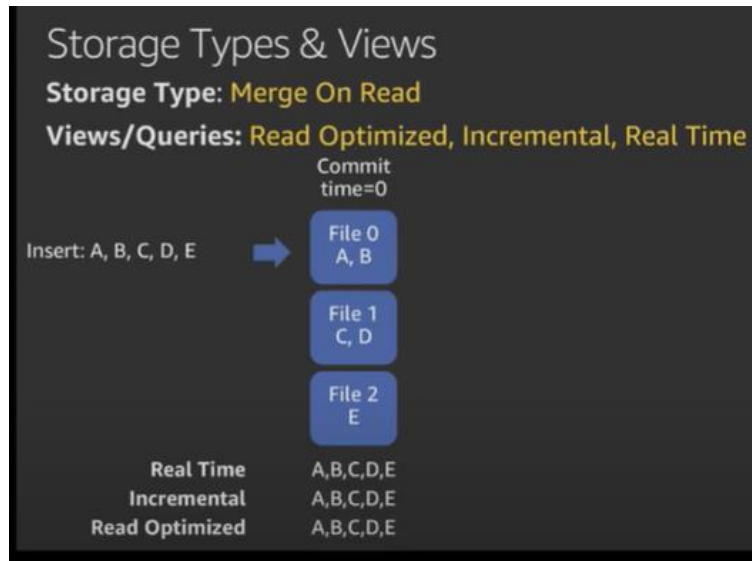 Storage Types & Views
Storage Type: Merge On Read
Views/Queries: Read Optimized, Incremental, Real Time
Commit
time=0
Insert: A, B, C, D, E
File 0
A, B
File 1
C, D
File 2
E
Real Time A,B,C,D,E
Incremental A,B,C,D,E
Read Optimized A,B,C,D,E